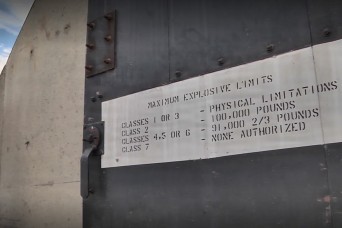 MAXIMUM EXPLOSIVE LIMITS
CLASSES 1 OR 3 - PHYSICAL LIMITATIONS
CLASS 2 - 100,000 POUNDS
CLASSES 4,5 OR 6 - 91,000 2/3 POUNDS
CLASS 7 - NONE AUTHORIZED